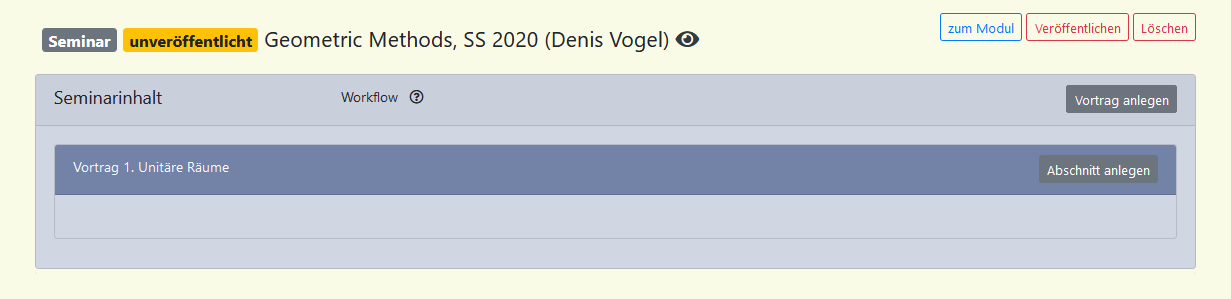 Seminar unveröffentlicht Geometric Methods, SS 2020 (Denis Vogel) zum Modul Veröffentlichen Löschen
Seminarinhalt Workflow Vortrag anlegen
Vortrag 1. Unitäre Räume Abschnitt anlegen